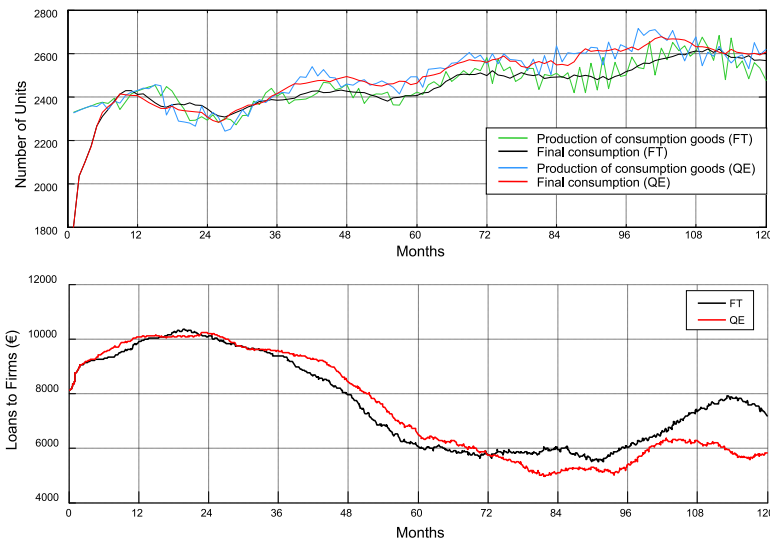 2800
2600
2400
2200
2000
1800
Number of Units
Production of consumption goods (FT)
Final consumption (FT)
Production of consumption goods (QE)
Final consumption (QE)
0 12 24 36 48 60 72 84 96 108 120
Months
12000
10000
8000
6000
4000
Loans to Firms (€)
FT
QE
0 12 24 36 48 60 72 84 96 108 120
Months